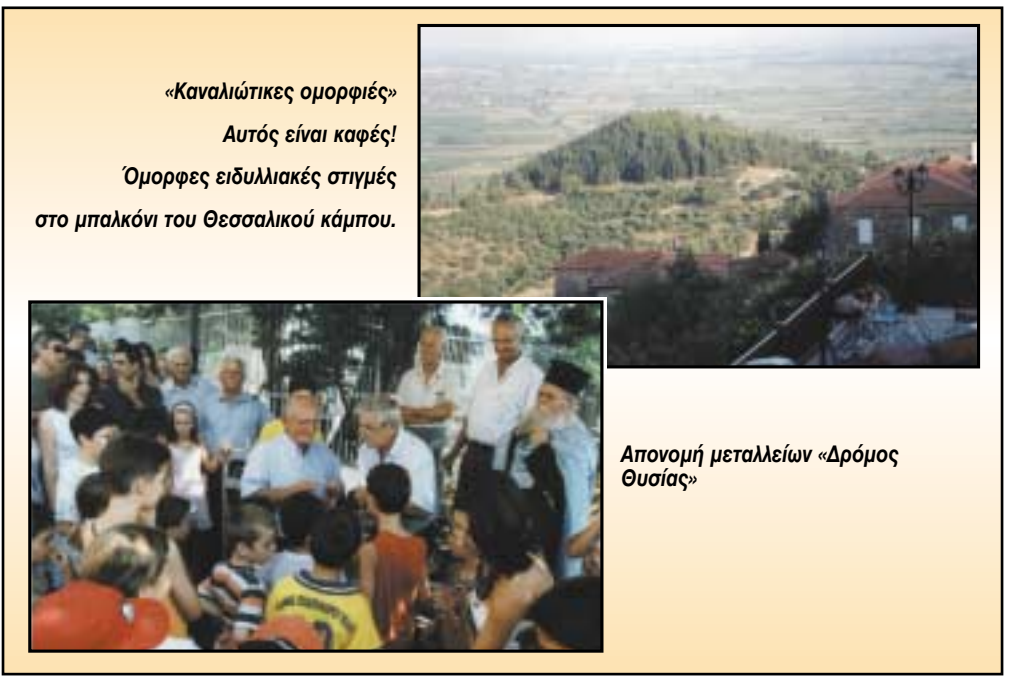 «Καναλιώτικες ομορφιές»
Αυτός είναι καφές!
Όμορφες ειδυλλιακές στιγμές
στο μπαλκόνι του Θεσσαλικού κάμπου.
Απονομή μεταλλείων «Δρόμος
Θυσίας»